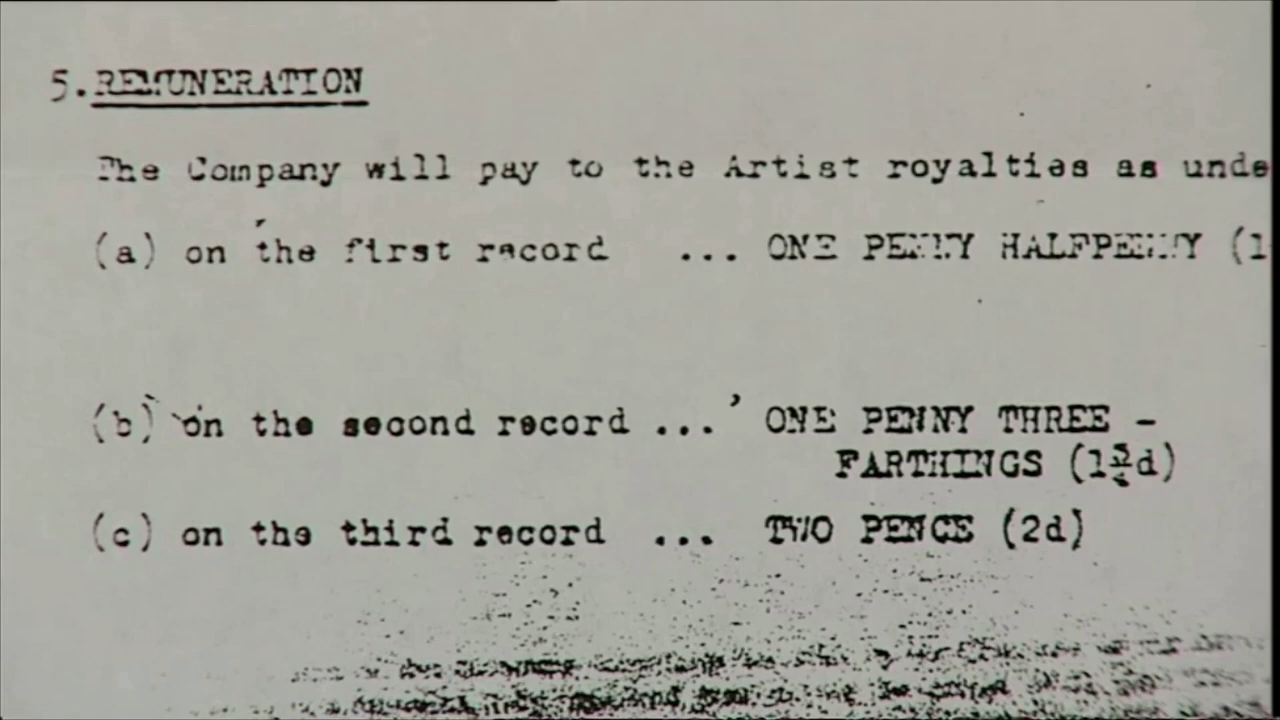 5. REMUNERATION
The Company will pay to the Artist royalties as unde
(a) on the first record ... ONE PENNY HALFPENNY (1
(b) on the second record ... ONE PENNY THREE -
FARTHINGS (1¾d)
(c) on the third record ... TWO PENCE (2d)